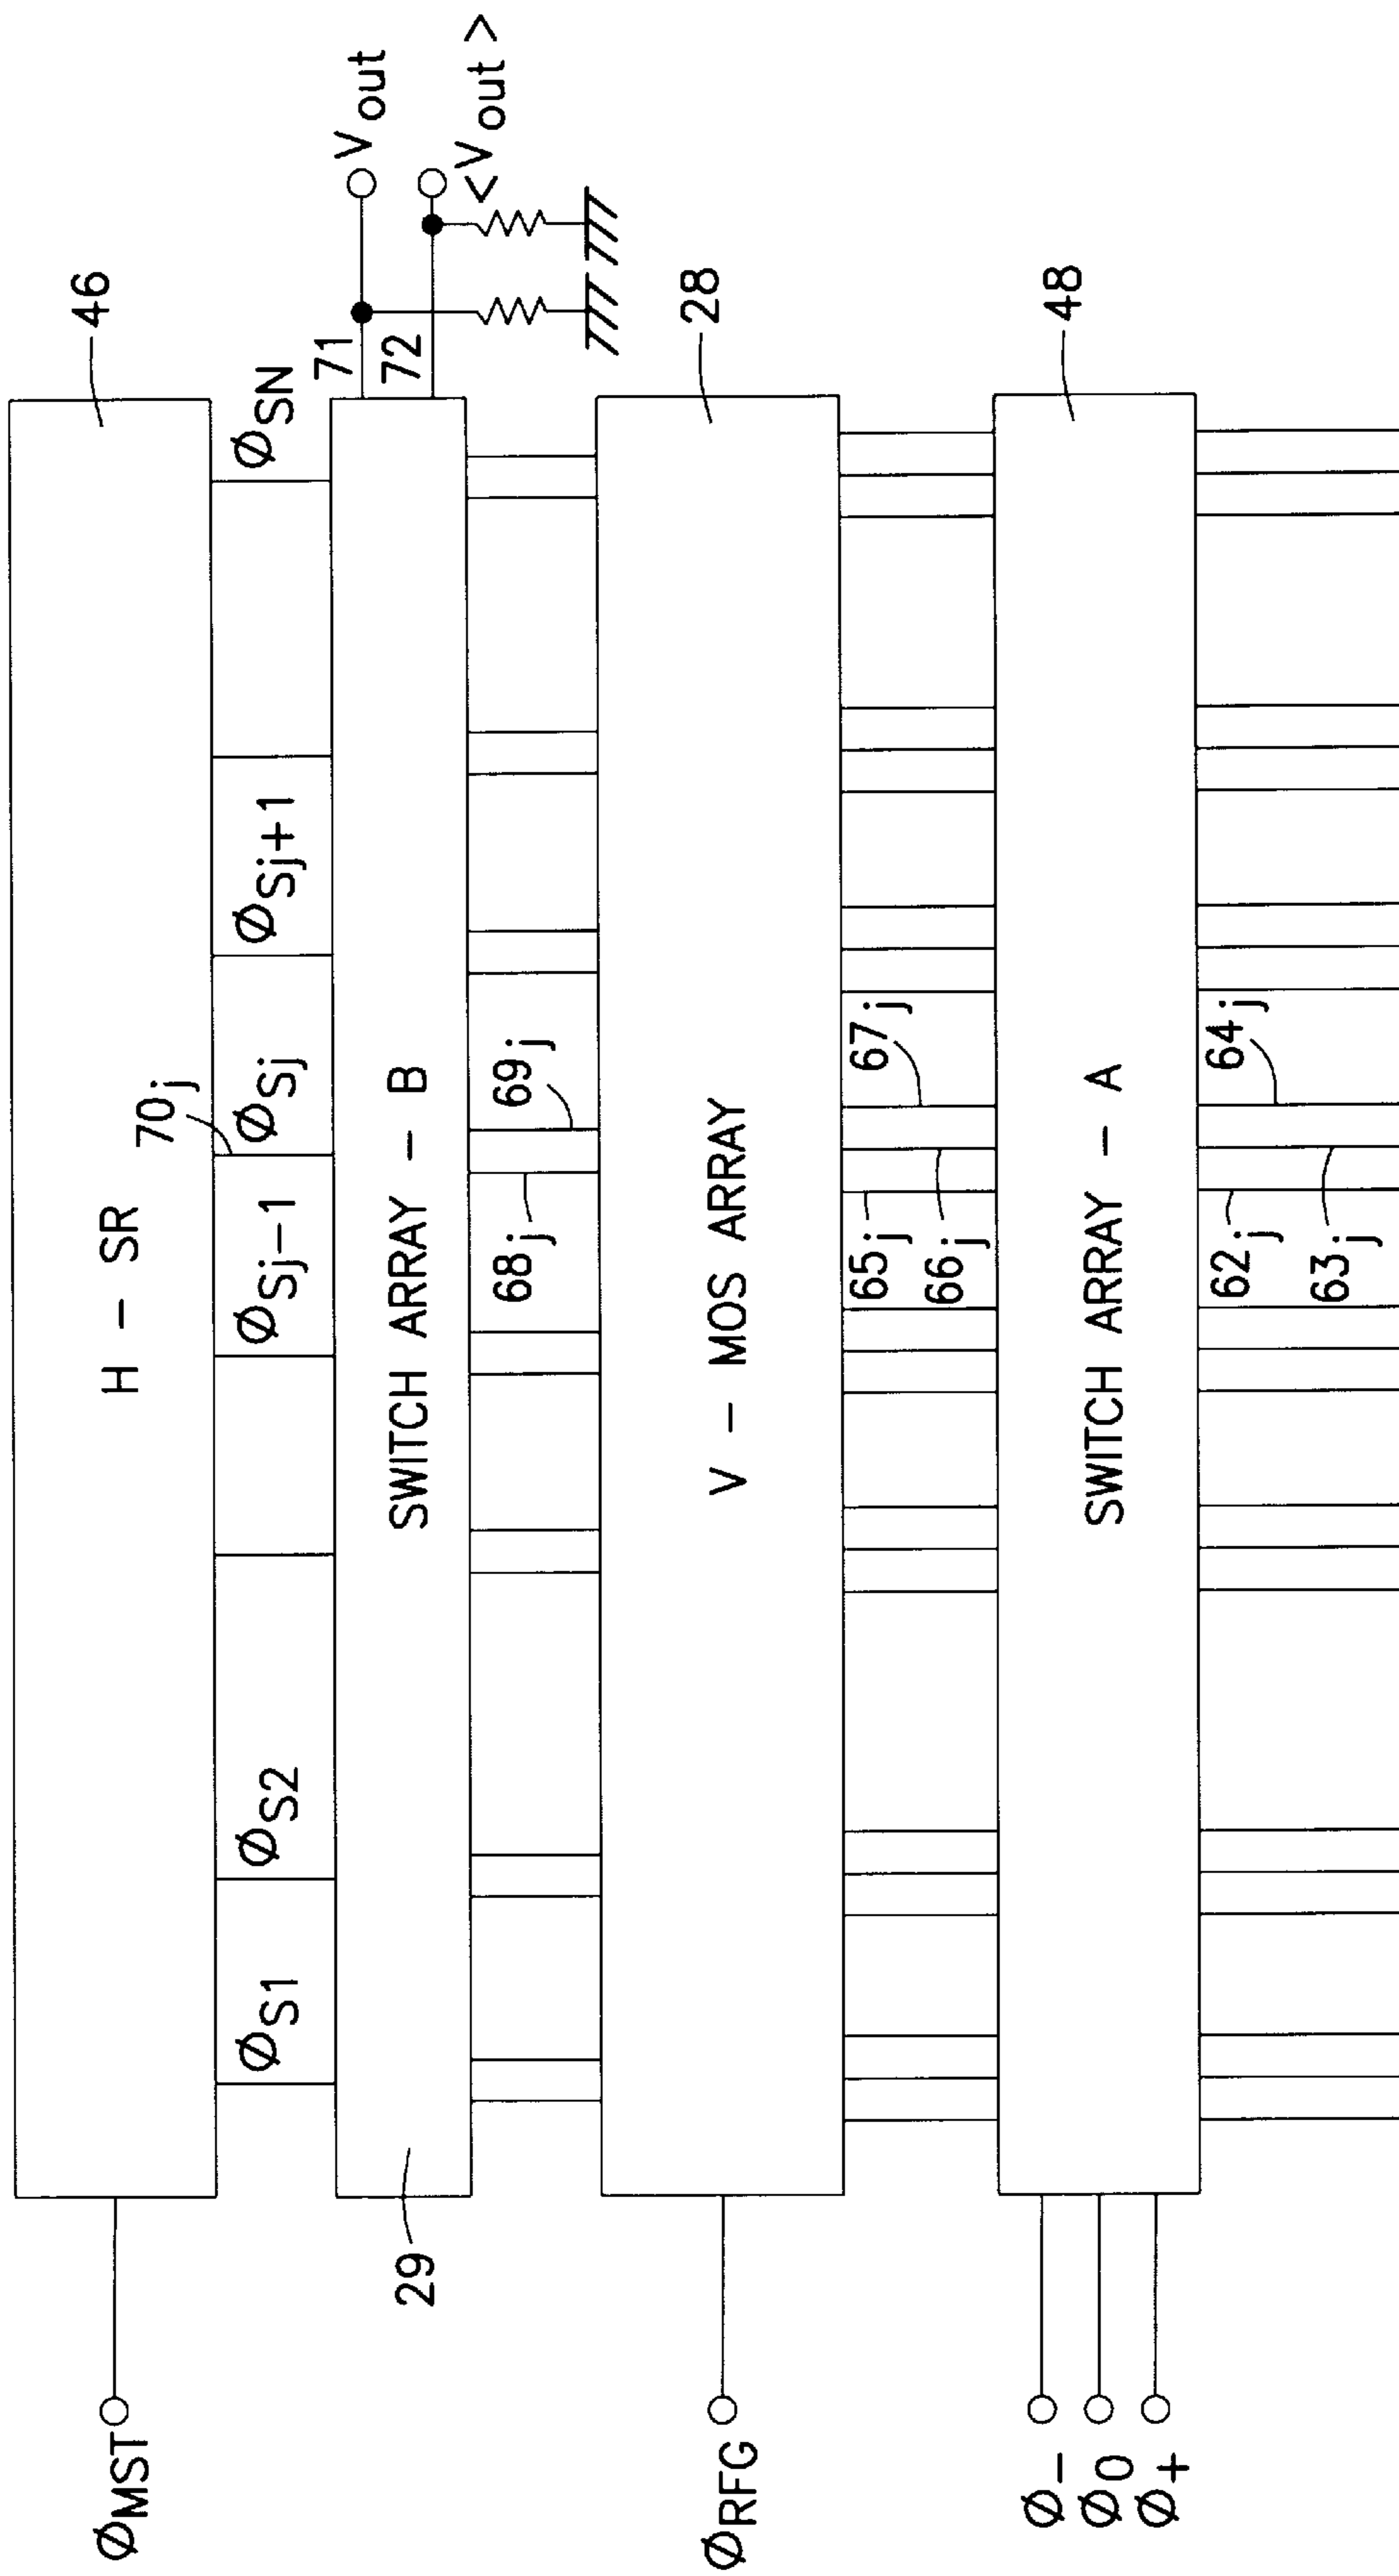 46
H – SR
ØMST
70j
ØS1
ØS2
ØSj–1
ØSj
ØSj+1
ØSN
71
72
Vout
<Vout>
SWITCH ARRAY – B
29
68j
69j
28
V – MOS ARRAY
ØRFG
65j
66j
67j
48
SWITCH ARRAY – A
Ø–
ØO
Ø+
62j
63j
64j